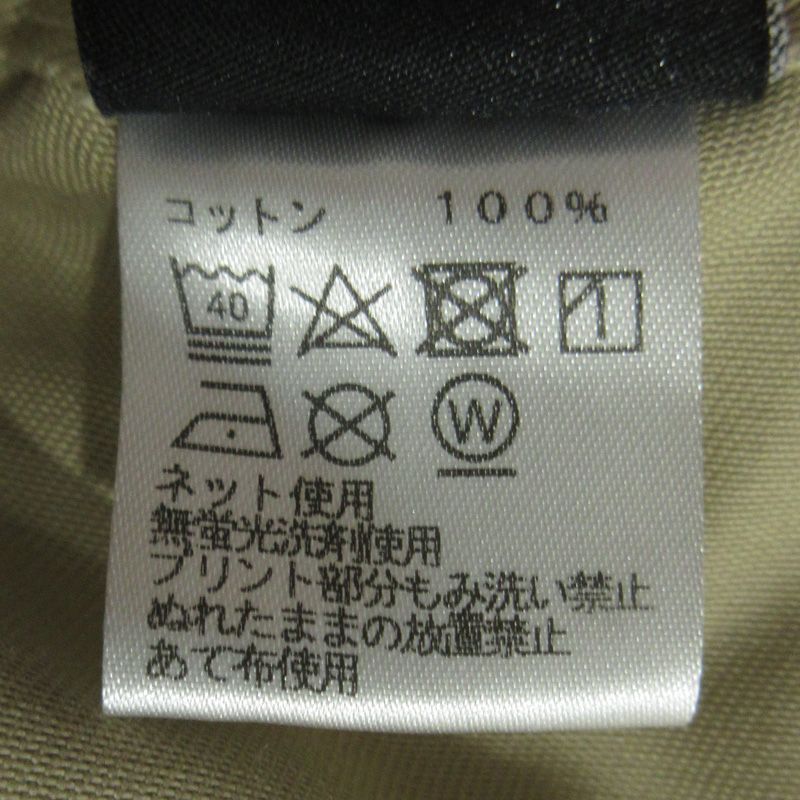 コットン 100%
40
W
ネット使用
無蛍光洗剤使用
プリント部分もみ洗い禁止
ぬれたままの放置禁止
あて布使用